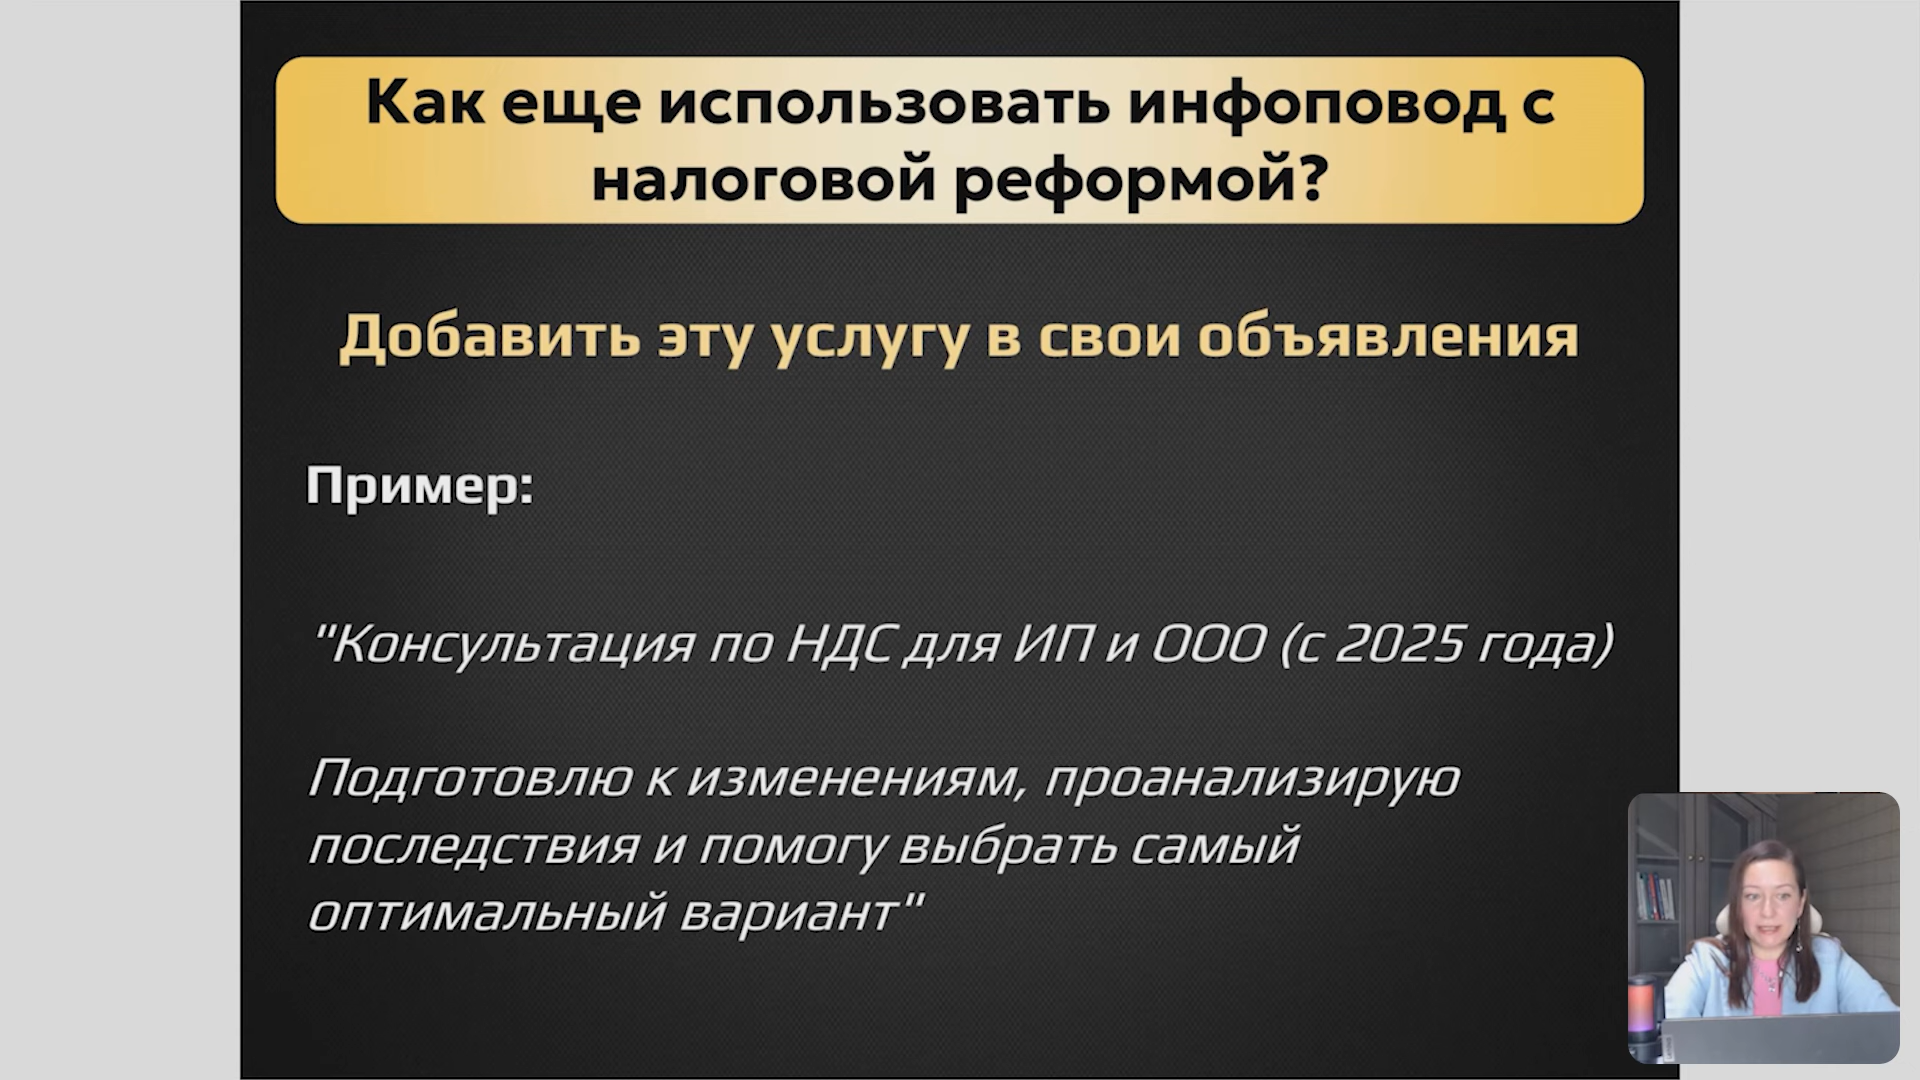 Как еще использовать инфоповод с
налоговой реформой?
Добавить эту услугу в свои объявления
Пример:
"Консультация по НДС для ИП и ООО (с 2025 года)
Подготовлю к изменениям, проанализирую
последствия и помогу выбрать самый
оптимальный вариант"